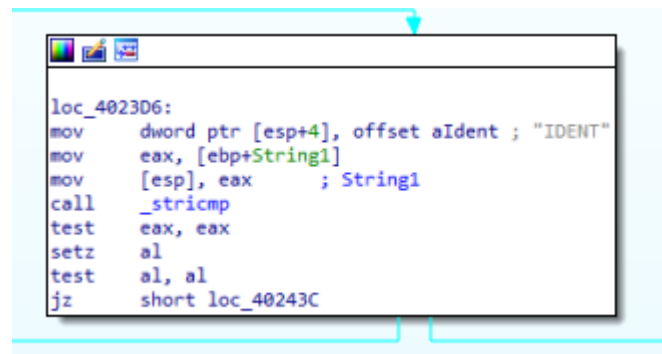 loc_4023D6:
mov dword ptr [esp+4], offset aIdent ; "IDENT"
mov eax, [ebp+String1]
mov [esp], eax ; String1
call _stricmp
test eax, eax
setz al
test al, al
jz short loc_40243C